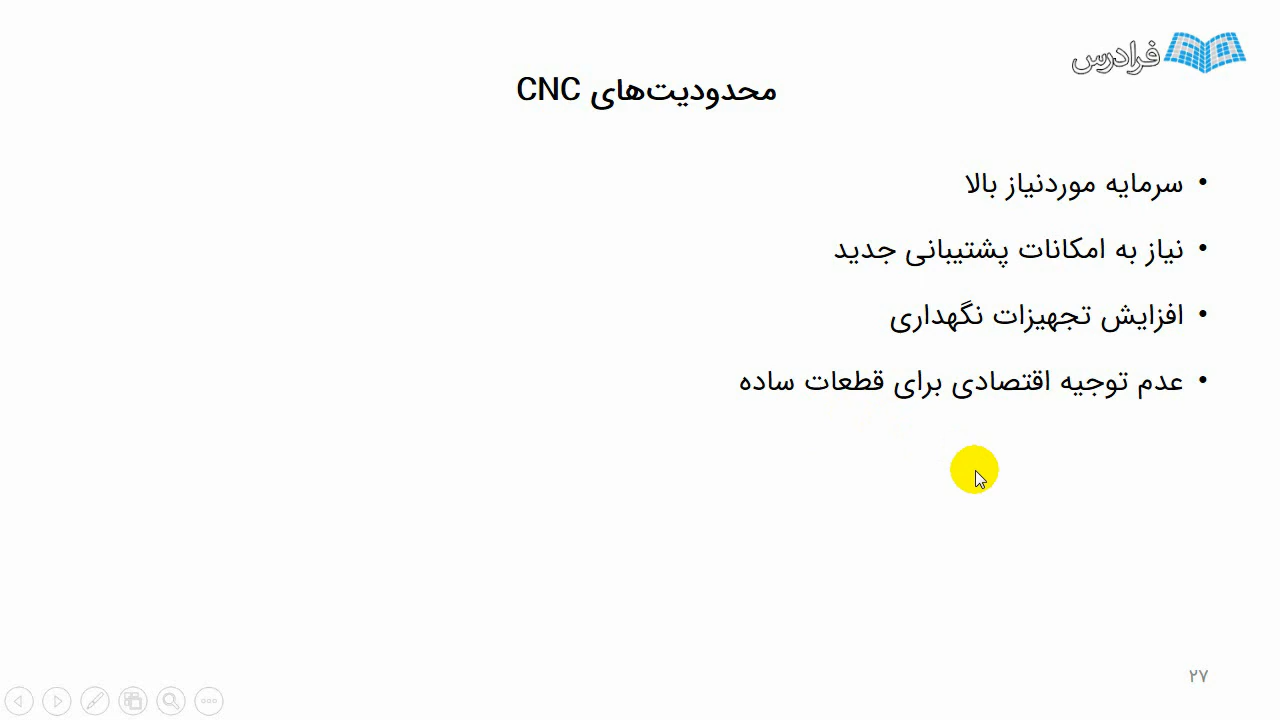 فرادرس
محدودیت‌های CNC
• سرمایه موردنیاز بالا
• نیاز به امکانات پشتیبانی جدید
• افزایش تجهیزات نگهداری
• عدم توجیه اقتصادی برای قطعات ساده
۲۷